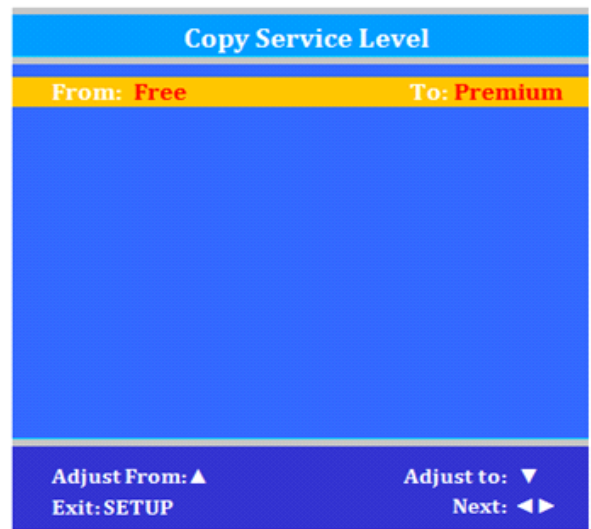 Copy Service Level
From: Free To: Premium
Adjust From:▲ Adjust to: ▼
Exit:SETUP Next: ◀▶